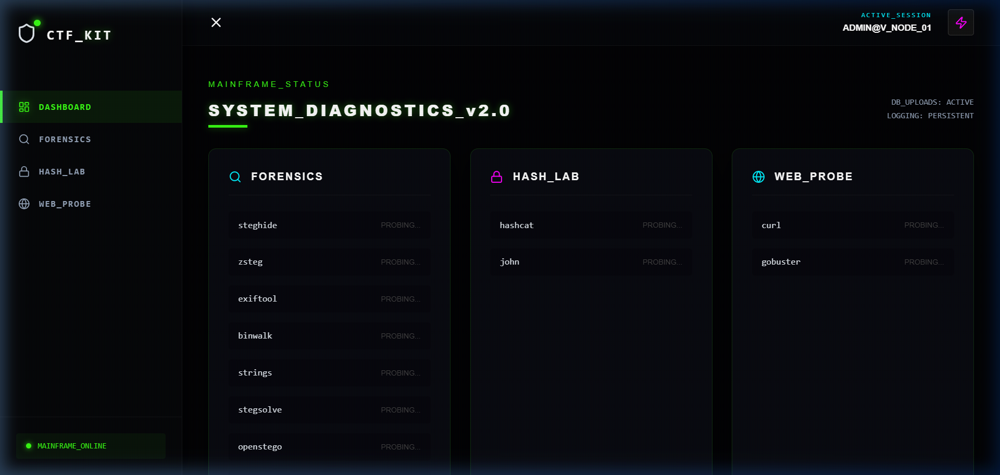 CTF_KIT
DASHBOARD
FORENSICS
HASH_LAB
WEB_PROBE
MAINFRAME_ONLINE
ACTIVE_SESSION
ADMIN@V_NODE_01
MAINFRAME_STATUS
SYSTEM_DIAGNOSTICS_v2.0
DB_UPLOADS: ACTIVE
LOGGING: PERSISTENT
FORENSICS
steghide PROBING...
zsteg PROBING...
exiftool PROBING...
binwalk PROBING...
strings PROBING...
stegsolve PROBING...
openstego PROBING...
HASH_LAB
hashcat PROBING...
john PROBING...
WEB_PROBE
curl PROBING...
gobuster PROBING...